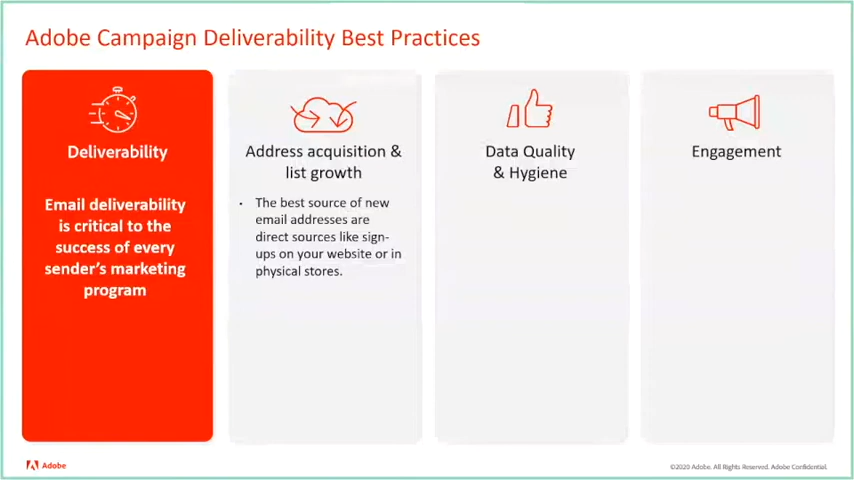 Adobe Campaign Deliverability Best Practices
Deliverability
Email deliverability
is critical to the
success of every
sender's marketing
program
Address acquisition &
list growth
• The best source of new
email addresses are
direct sources like sign-
ups on your website or in
physical stores.
Data Quality
& Hygiene
Engagement
Adobe
©2020 Adobe. All Rights Reserved. Adobe Confidential.